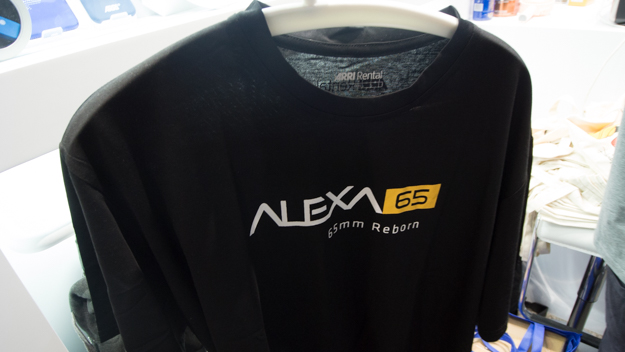 ARRI Rental
ALEXA 65
65mm Reborn